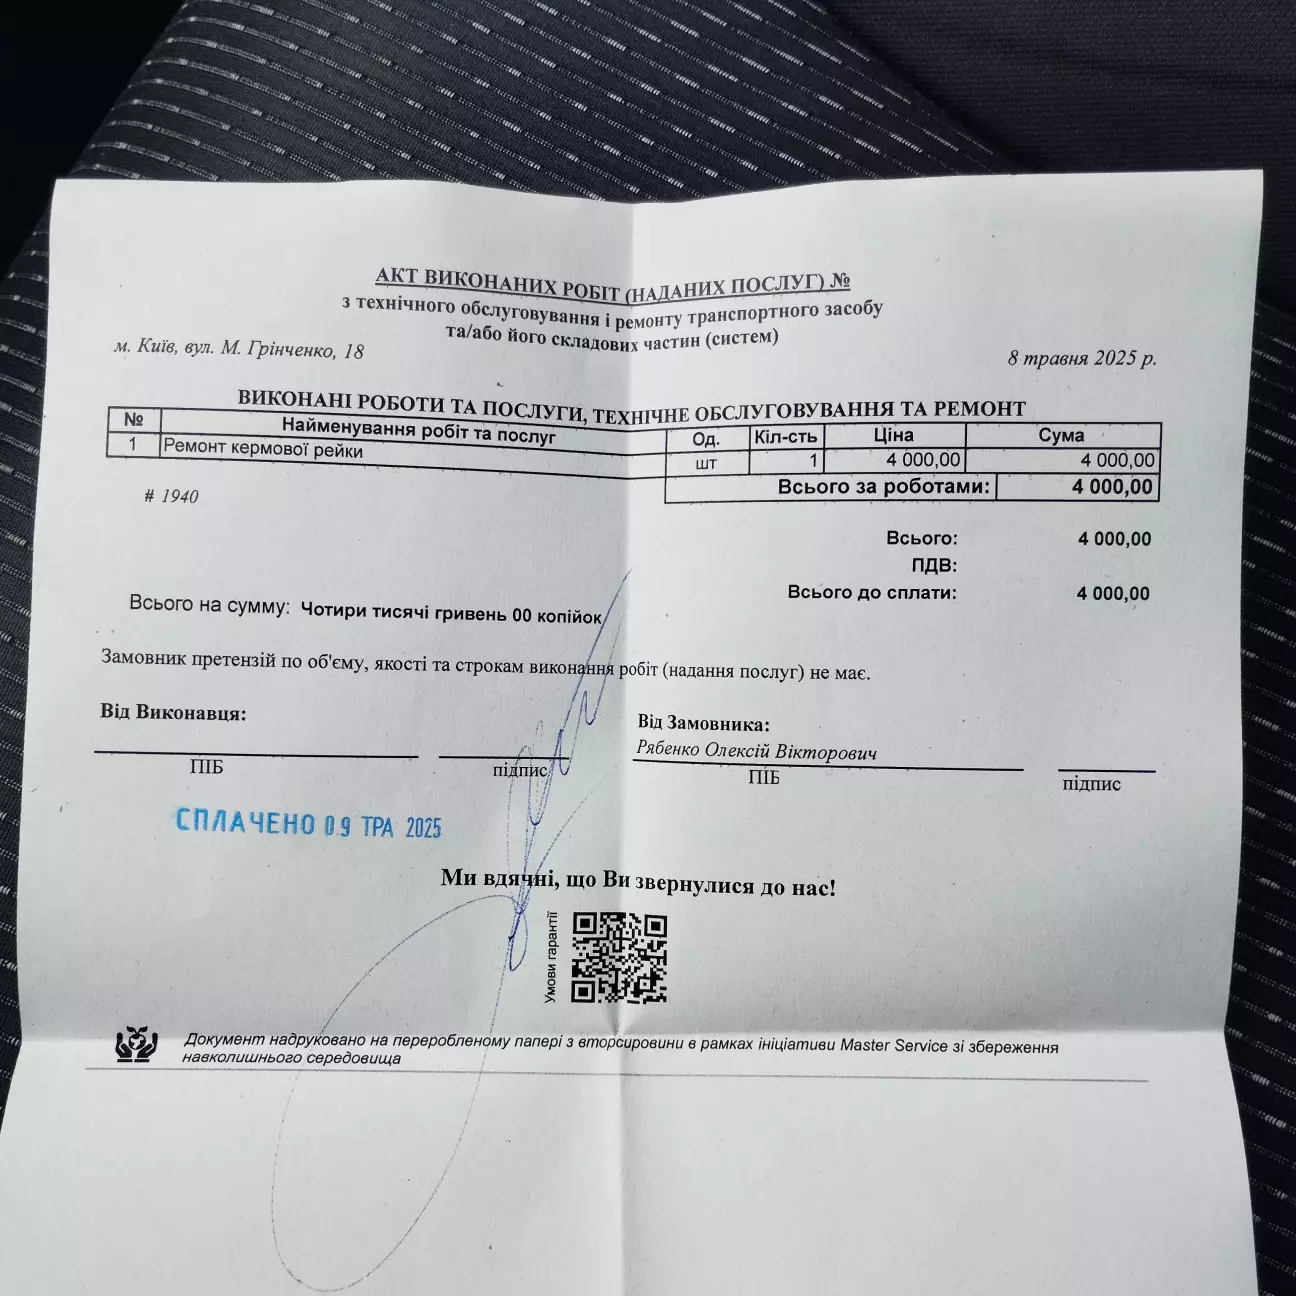 АКТ ВИКОНАНИХ РОБІТ (НАДАНИХ ПОСЛУГ) №
з технічного обслуговування і ремонту транспортного засобу
та/або його складових частин (систем)
м. Київ, вул. М. Грінченко, 18
8 травня 2025 р.
ВИКОНАНІ РОБОТИ ТА ПОСЛУГИ, ТЕХНІЧНЕ ОБСЛУГОВУВАННЯ ТА РЕМОНТ
№ Найменування робіт та послуг Од. Кіл-сть Ціна Сума
1 Ремонт кермової рейки шт 1 4 000,00 4 000,00
Всього за роботами: 4 000,00
# 1940
Всього: 4 000,00
ПДВ:
Всього до сплати: 4 000,00
Всього на суму: Чотири тисячі гривень 00 копійок
Замовник претензій по об'єму, якості та строкам виконання робіт (надання послуг) не має.
Від Виконавця:
Від Замовника:
Рябенко Олексій Вікторович
ПІБ підпис ПІБ підпис
СПЛАЧЕНО 09 ТРА 2025
Ми вдячні, що Ви звернулися до нас!
Умови гарантії
Документ надруковано на переробленому папері з вторсировини в рамках ініціативи Master Service зі збереження
навколишнього середовища